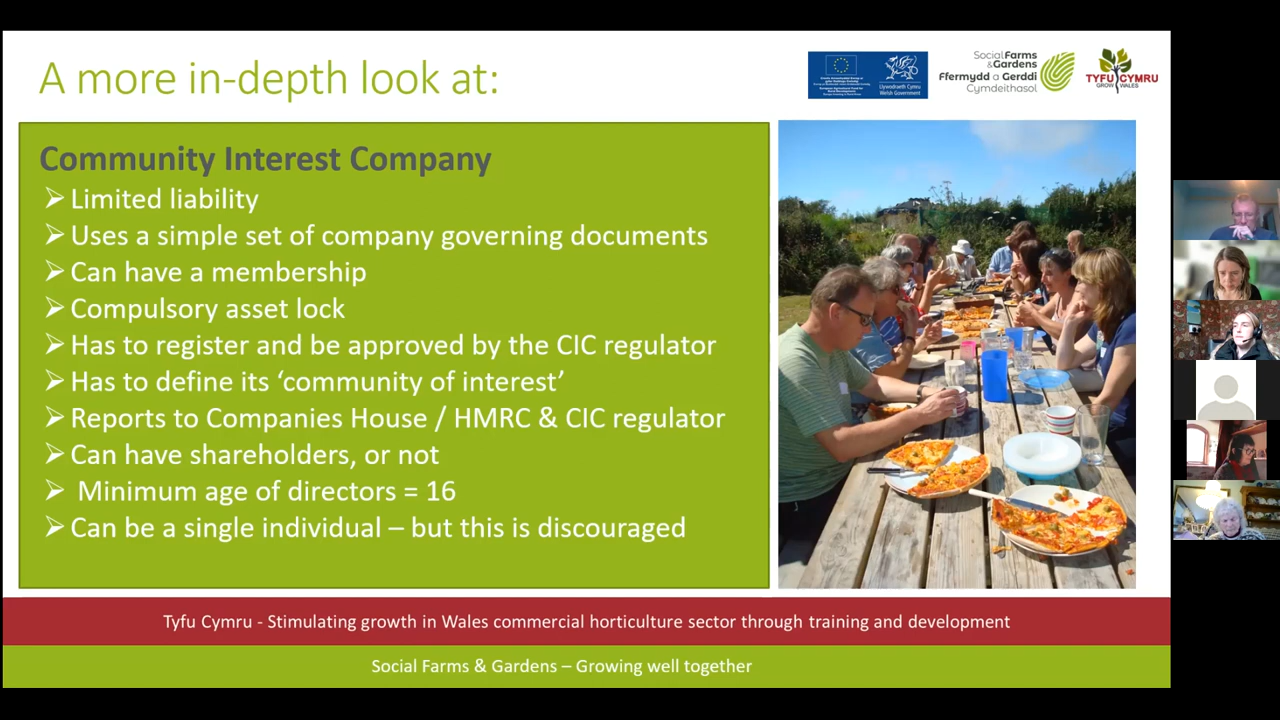 A more in-depth look at:
Llywodraeth Cymru
Welsh Government
Social Farms
& Gardens
Ffermydd a Gerddi
Cymdeithasol
TYFU CYMRU
GROW WALES
Community Interest Company
➢ Limited liability
➢ Uses a simple set of company governing documents
➢ Can have a membership
➢ Compulsory asset lock
➢ Has to register and be approved by the CIC regulator
➢ Has to define its ‘community of interest’
➢ Reports to Companies House / HMRC & CIC regulator
➢ Can have shareholders, or not
➢ Minimum age of directors = 16
➢ Can be a single individual – but this is discouraged
Tyfu Cymru - Stimulating growth in Wales commercial horticulture sector through training and development
Social Farms & Gardens – Growing well together